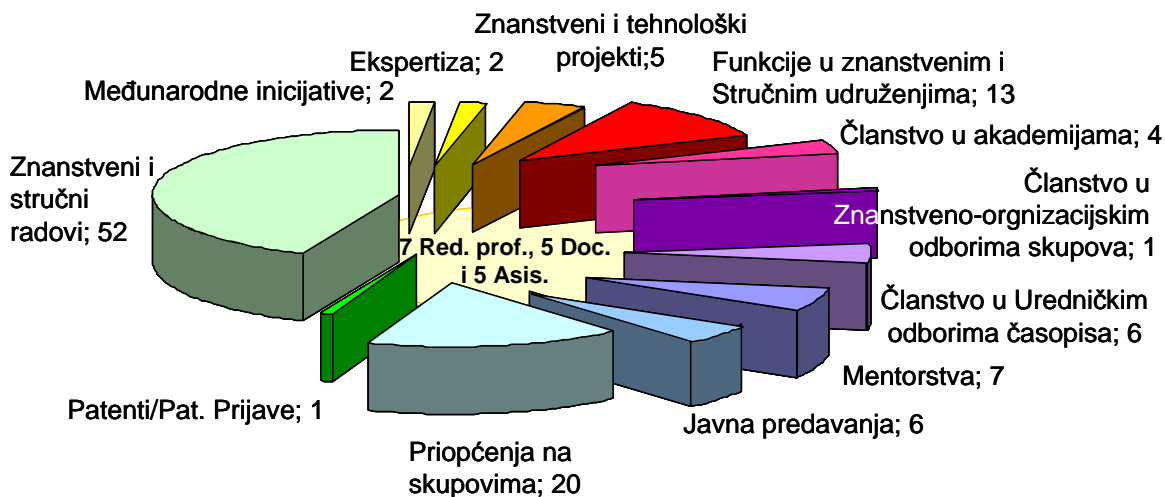 Znanstveni i tehnološki
projekti;5
Ekspertiza; 2
Međunarodne inicijative; 2
Funkcije u znanstvenim i
Stručnim udruženjima; 13
Članstvo u akademijama; 4
Članstvo u
Znanstveno-orgnizacijskim
odborima skupova; 1
Članstvo u Uredničkim
odborima časopisa; 6
Mentorstva; 7
Javna predavanja; 6
Priopćenja na
skupovima; 20
Patenti/Pat. Prijave; 1
Znanstveni i
stručni
radovi; 52
7 Red. prof., 5 Doc.
i 5 Asis.